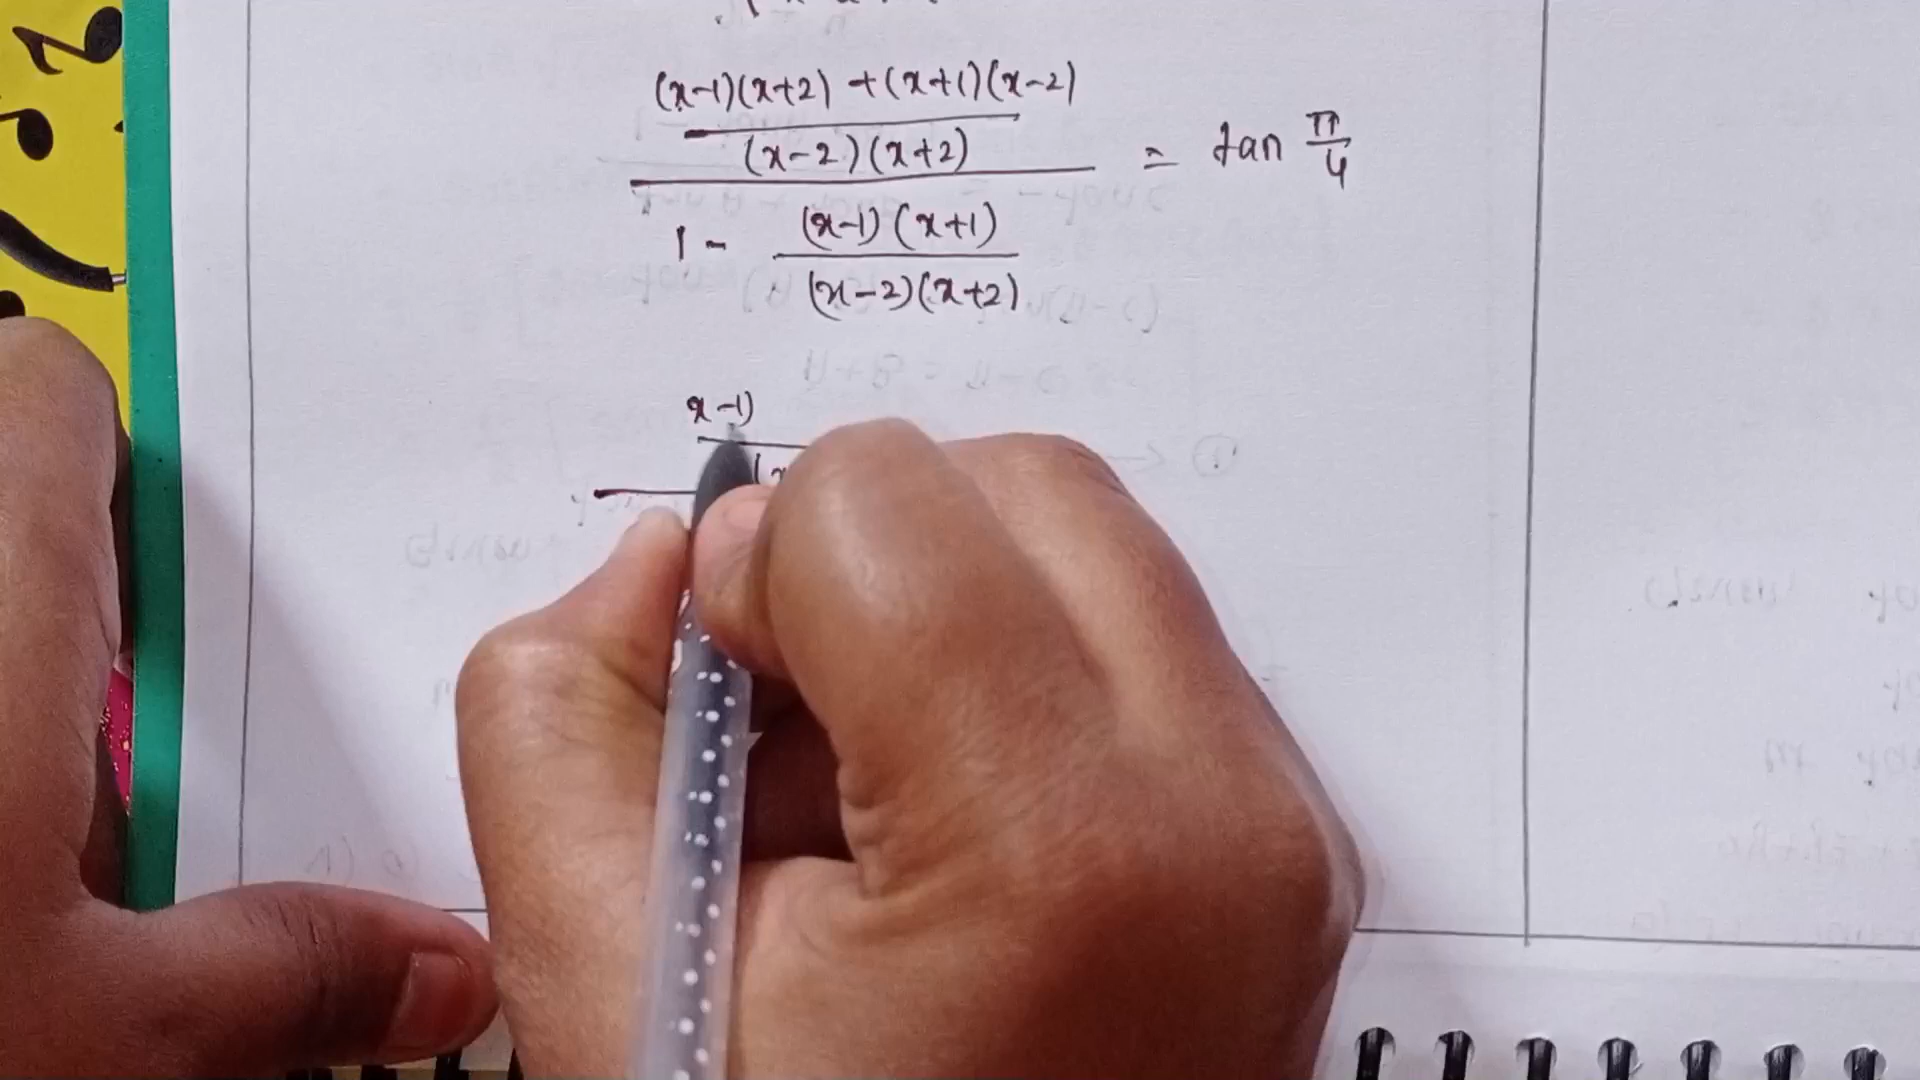 (x-1)(x+2) + (x+1)(x-2)
(x-2)(x+2)
= tan π/4
1 - (x-1)(x+1)
(x-2)(x+2)
x-1)
(x